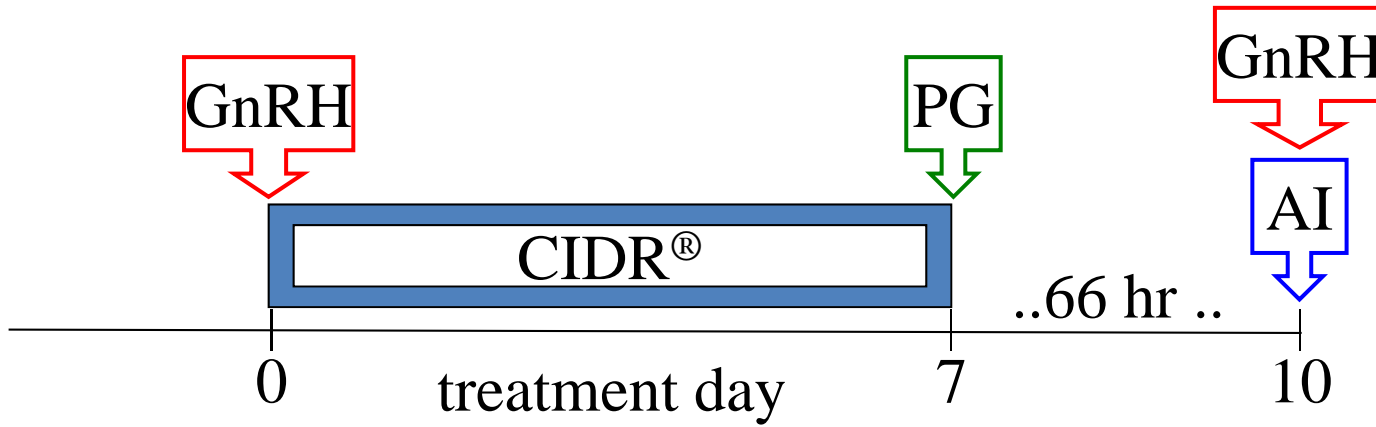 GnRH
GnRH
PG
AI
CIDR®
..66 hr ..
0
treatment day
7
10